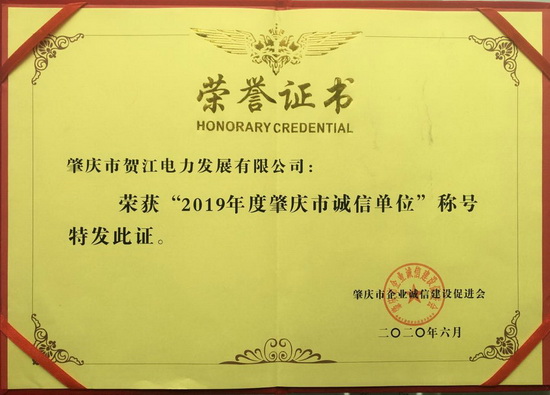 荣誉证书
HONORARY CREDENTIAL
肇庆市贺江电力发展有限公司：
荣获“2019年度肇庆市诚信单位”称号
特发此证。
肇庆市企业诚信建设促进会
二〇二〇年六月